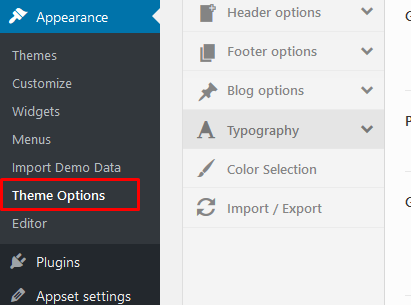 Appearance
Themes
Customize
Widgets
Menus
Import Demo Data
Theme Options
Editor
Plugins
Appset settings
Header options
Footer options
Blog options
Typography
Color Selection
Import / Export